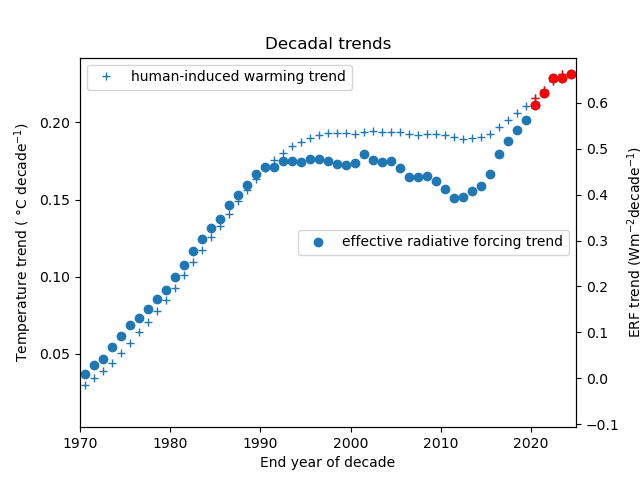 Decadal trends
human-induced warming trend
effective radiative forcing trend
Temperature trend ( °C decade⁻¹)
0.20
0.15
0.10
0.05
ERF trend (Wm⁻²decade⁻¹)
0.6
0.5
0.4
0.3
0.2
0.1
0.0
−0.1
1970 1980 1990 2000 2010 2020
End year of decade